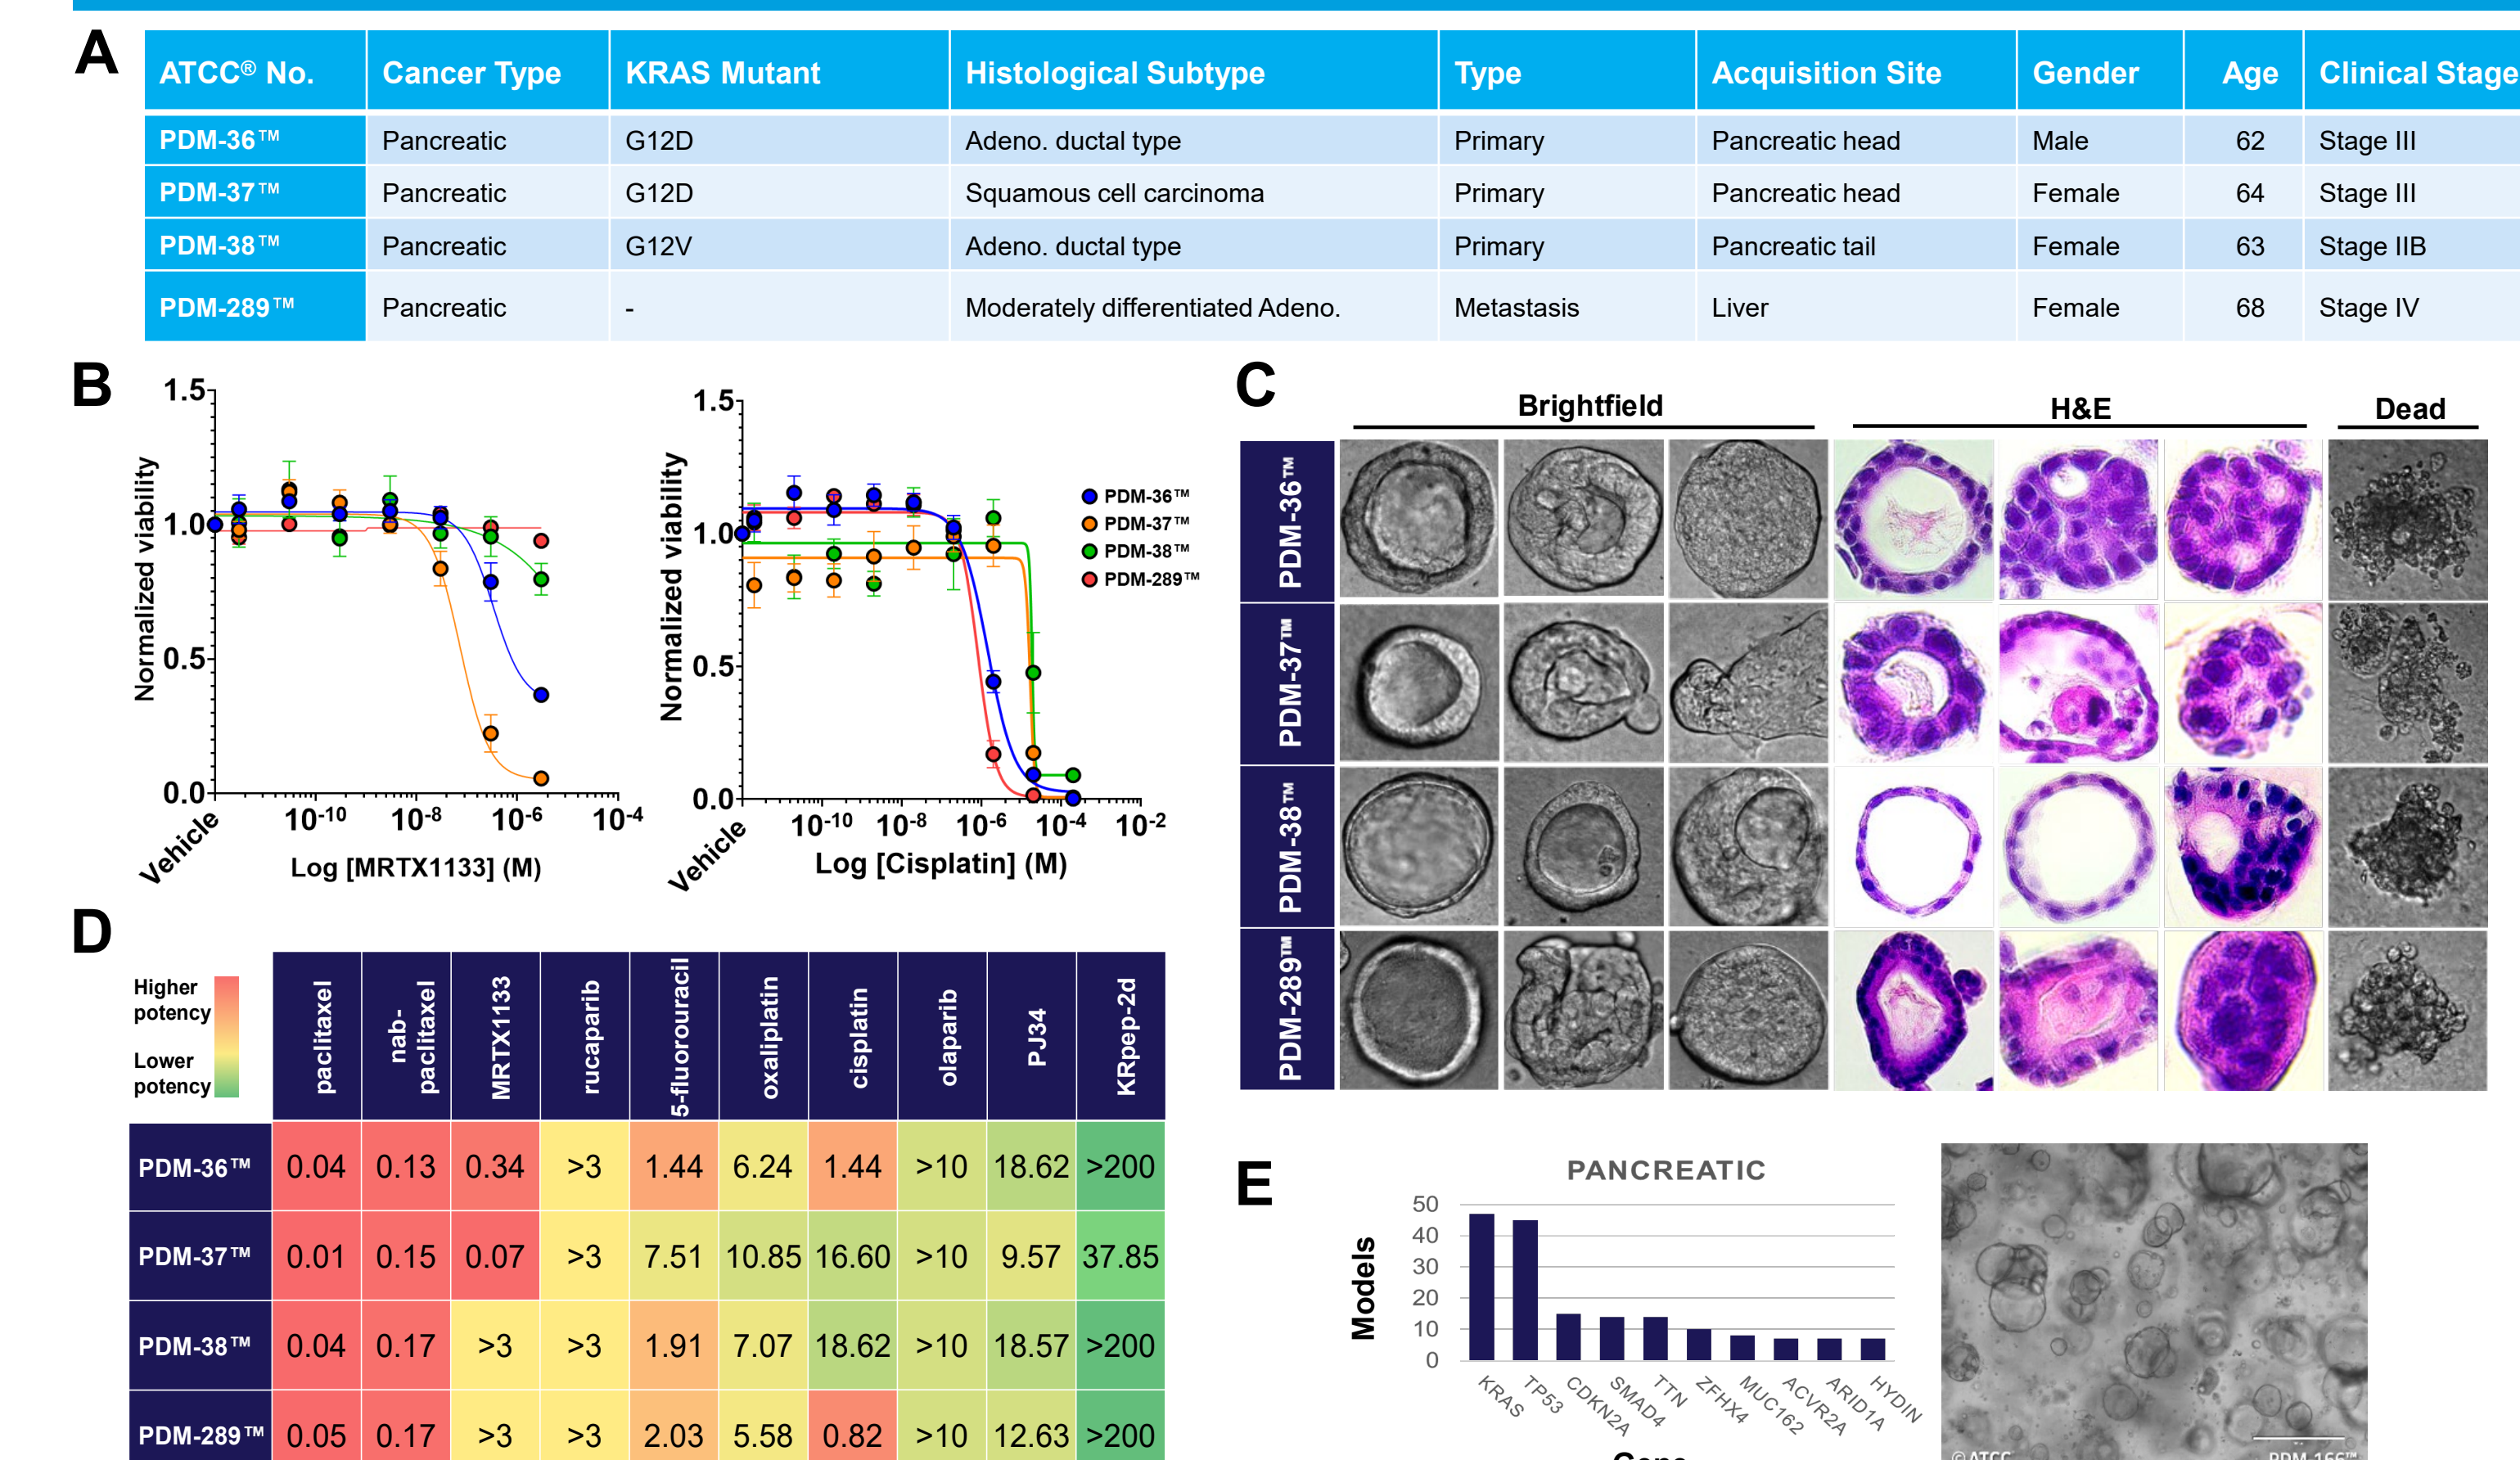 A
ATCC® No. Cancer Type KRAS Mutant Histological Subtype Type Acquisition Site Gender Age Clinical Stage
PDM-36™ Pancreatic G12D Adeno. ductal type Primary Pancreatic head Male 62 Stage III
PDM-37™ Pancreatic G12D Squamous cell carcinoma Primary Pancreatic head Female 64 Stage III
PDM-38™ Pancreatic G12V Adeno. ductal type Primary Pancreatic tail Female 63 Stage IIB
PDM-289™ Pancreatic - Moderately differentiated Adeno. Metastasis Liver Female 68 Stage IV
B
1.5
1.0
0.5
0.0
Normalized viability
Vehicle 10-10 10-8 10-6 10-4
Log [MRTX1133] (M)
1.5
1.0
0.5
0.0
Normalized viability
Vehicle 10-10 10-8 10-6 10-4 10-2
Log [Cisplatin] (M)
PDM-36™
PDM-37™
PDM-38™
PDM-289™
C
Brightfield H&E Dead
PDM-36™
PDM-37™
PDM-38™
PDM-289™
D
Higher
potency
Lower
potency
paclitaxel nab-paclitaxel MRTX1133 rucaparib 5-fluorouracil oxaliplatin cisplatin olaparib PJ34 KRpep-2d
PDM-36™ 0.04 0.13 0.34 >3 1.44 6.24 1.44 >10 18.62 >200
PDM-37™ 0.01 0.15 0.07 >3 7.51 10.85 16.60 >10 9.57 37.85
PDM-38™ 0.04 0.17 >3 >3 1.91 7.07 18.62 >10 18.57 >200
PDM-289™ 0.05 0.17 >3 >3 2.03 5.58 0.82 >10 12.63 >200
E
PANCREATIC
Models
50
40
30
20
10
0
KRAS TP53 CDKN2A SMAD4 TTN ZFHX4 MUC162 ACVR2A ARID1A HYDIN
Gene
©ATCC
PDM-166™